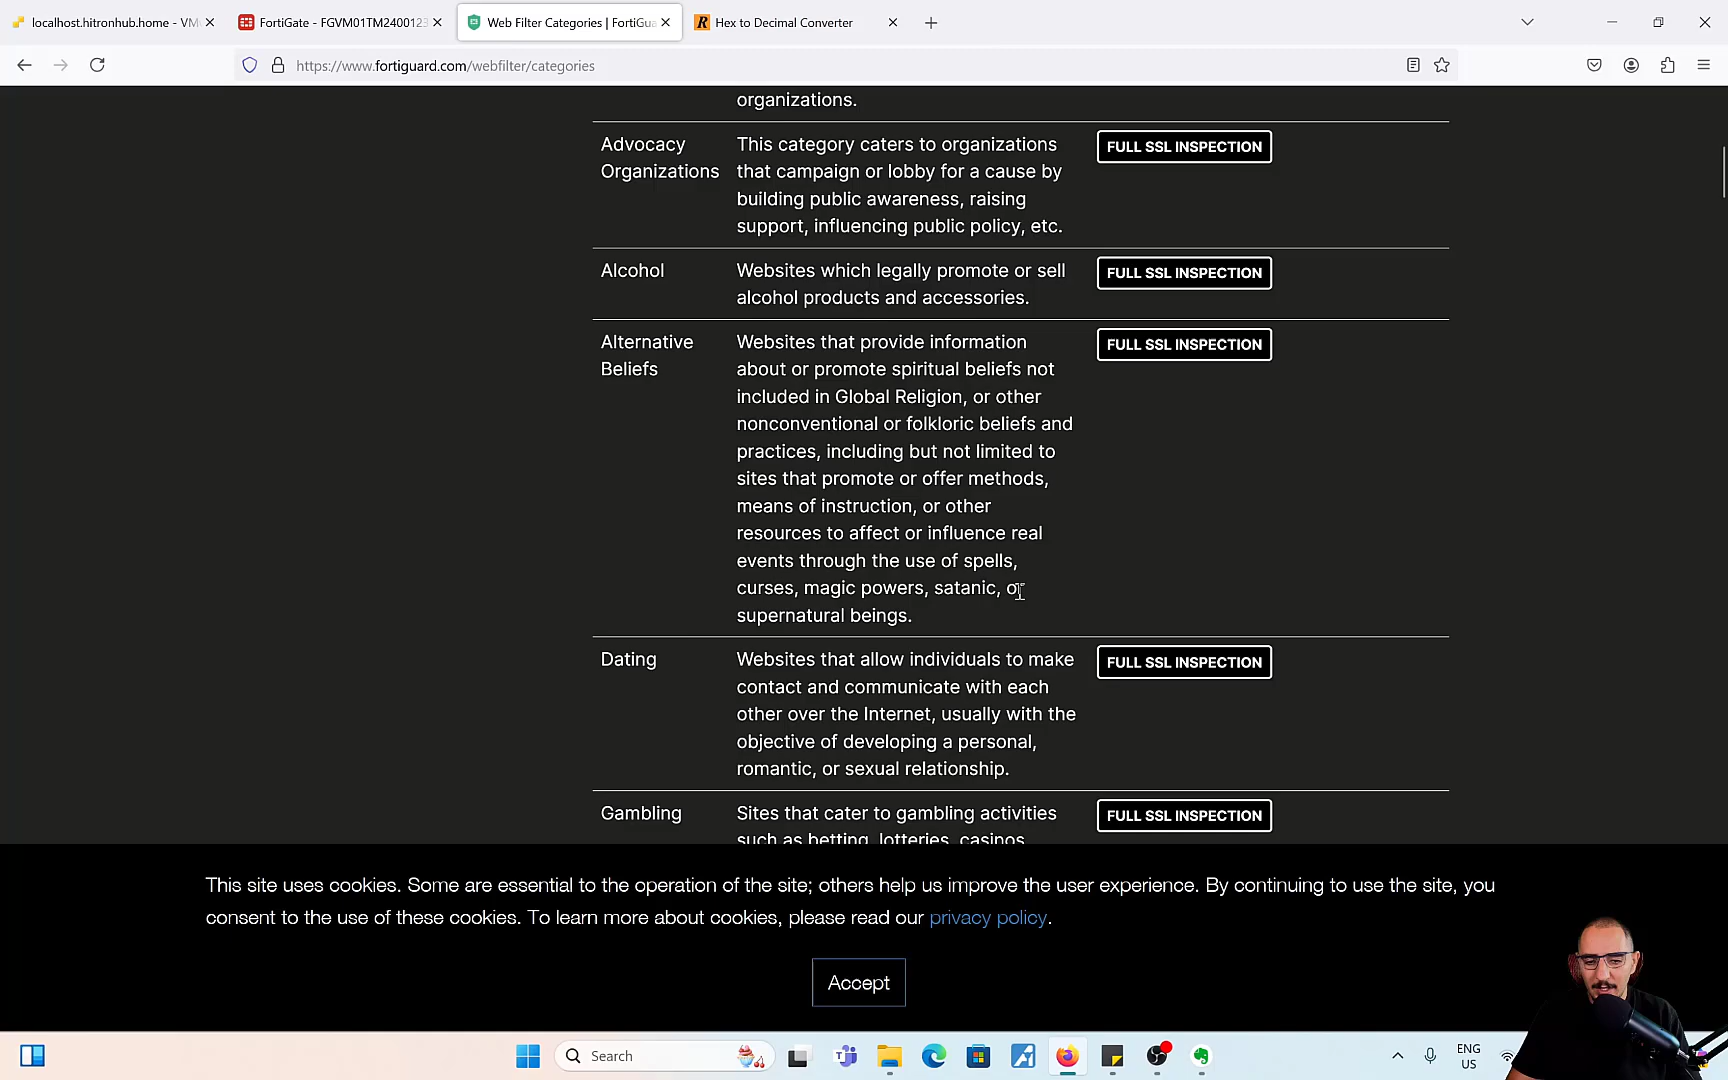 localhost.hitronhub.home - VM
FortiGate - FGVM01TM2400123
Web Filter Categories | FortiGua
Hex to Decimal Converter
https://www.fortiguard.com/webfilter/categories
organizations.
Advocacy Organizations
This category caters to organizations
that campaign or lobby for a cause by
building public awareness, raising
support, influencing public policy, etc.
FULL SSL INSPECTION
Alcohol
Websites which legally promote or sell
alcohol products and accessories.
FULL SSL INSPECTION
Alternative
Beliefs
Websites that provide information
about or promote spiritual beliefs not
included in Global Religion, or other
nonconventional or folkloric beliefs and
practices, including but not limited to
sites that promote or offer methods,
means of instruction, or other
resources to affect or influence real
events through the use of spells,
curses, magic powers, satanic, or
supernatural beings.
FULL SSL INSPECTION
Dating
Websites that allow individuals to make
contact and communicate with each
other over the Internet, usually with the
objective of developing a personal,
romantic, or sexual relationship.
FULL SSL INSPECTION
Gambling
Sites that cater to gambling activities
such as betting, lotteries, casinos
FULL SSL INSPECTION
This site uses cookies. Some are essential to the operation of the site; others help us improve the user experience. By continuing to use the site, you
consent to the use of these cookies. To learn more about cookies, please read our privacy policy.
Accept
Search
ENG
US